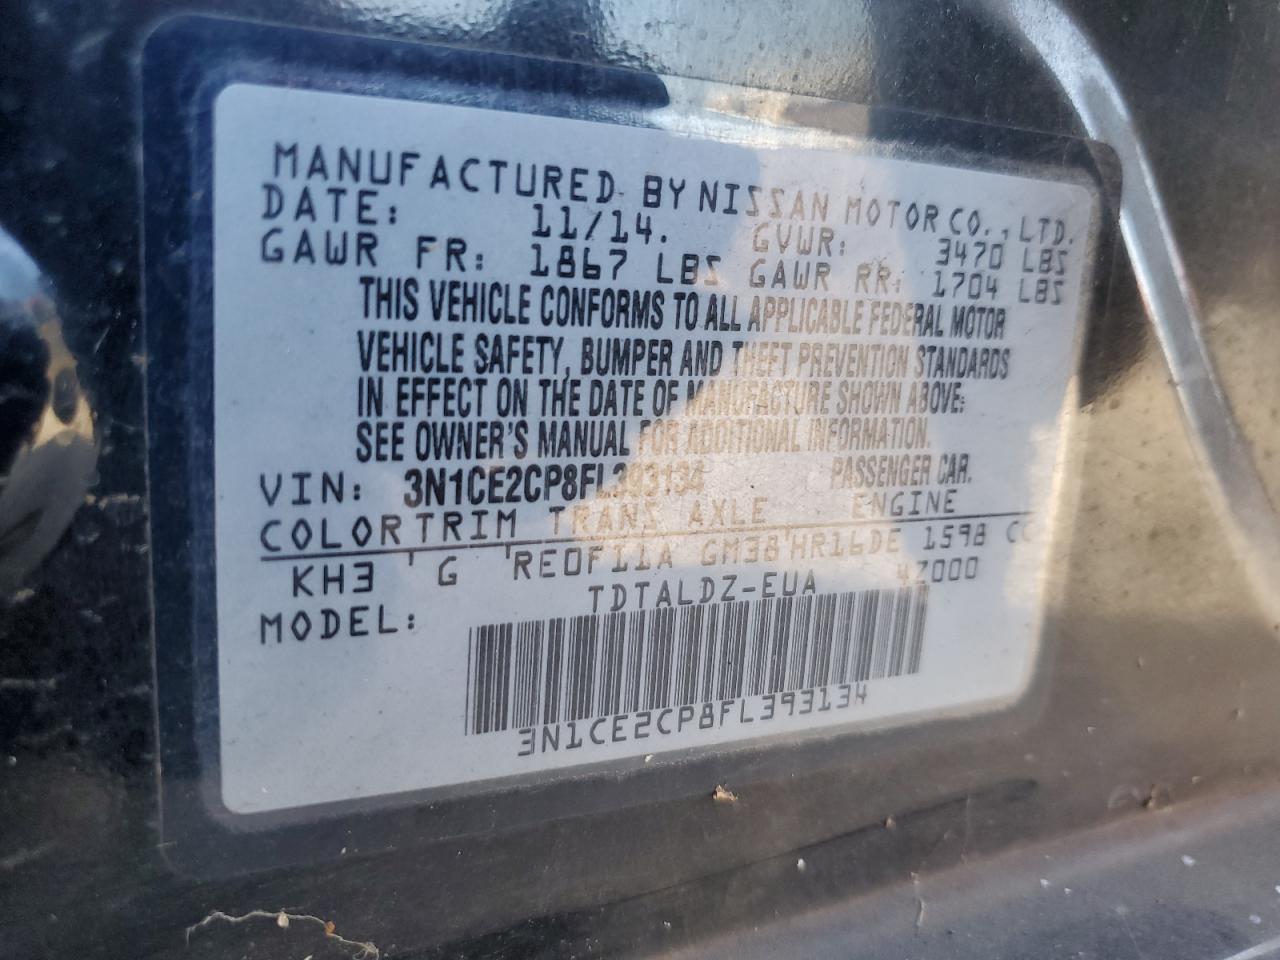 MANUFACTURED BY NISSAN MOTOR CO., LTD.
DATE: 11/14. GVWR: 3470 LBS
GAWR FR: 1867 LBS GAWR RR: 1704 LBS
THIS VEHICLE CONFORMS TO ALL APPLICABLE FEDERAL MOTOR
VEHICLE SAFETY, BUMPER AND THEFT PREVENTION STANDARDS
IN EFFECT ON THE DATE OF MANUFACTURE SHOWN ABOVE:
SEE OWNER'S MANUAL FOR ADDITIONAL INFORMATION.
VIN: 3N1CE2CP8FL393134 PASSENGER CAR.
COLOR TRIM TRANS AXLE ENGINE
KH3 G RE0F11A GM38 HR16DE 1598 CC
MODEL: TDTALDZ-EUA 4Z000
3N1CE2CP8FL393134